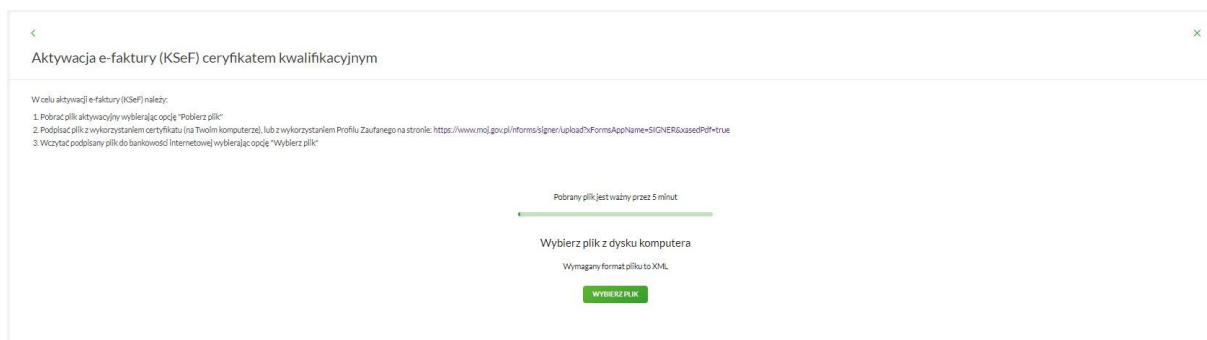 Aktywacja e-faktury (KSeF) ceryfikatem kwalifikacyjnym
W celu aktywacji e-faktury (KSeF) należy:
1. Pobrać plik aktywacyjny wybierając opcję "Pobierz plik"
2. Podpisać plik z wykorzystaniem certyfikatu (na Twoim komputerze), lub z wykorzystaniem Profilu Zaufanego na stronie: https://www.moj.gov.pl/nforms/signer/upload?xFormsAppName=SIGNER&xasedPdf=true
3. Wczytać podpisany plik do bankowości internetowej wybierając opcję "Wybierz plik"
Pobrany plik jest ważny przez 5 minut
Wybierz plik z dysku komputera
Wymagany format pliku to XML
WYBIERZ PLIK